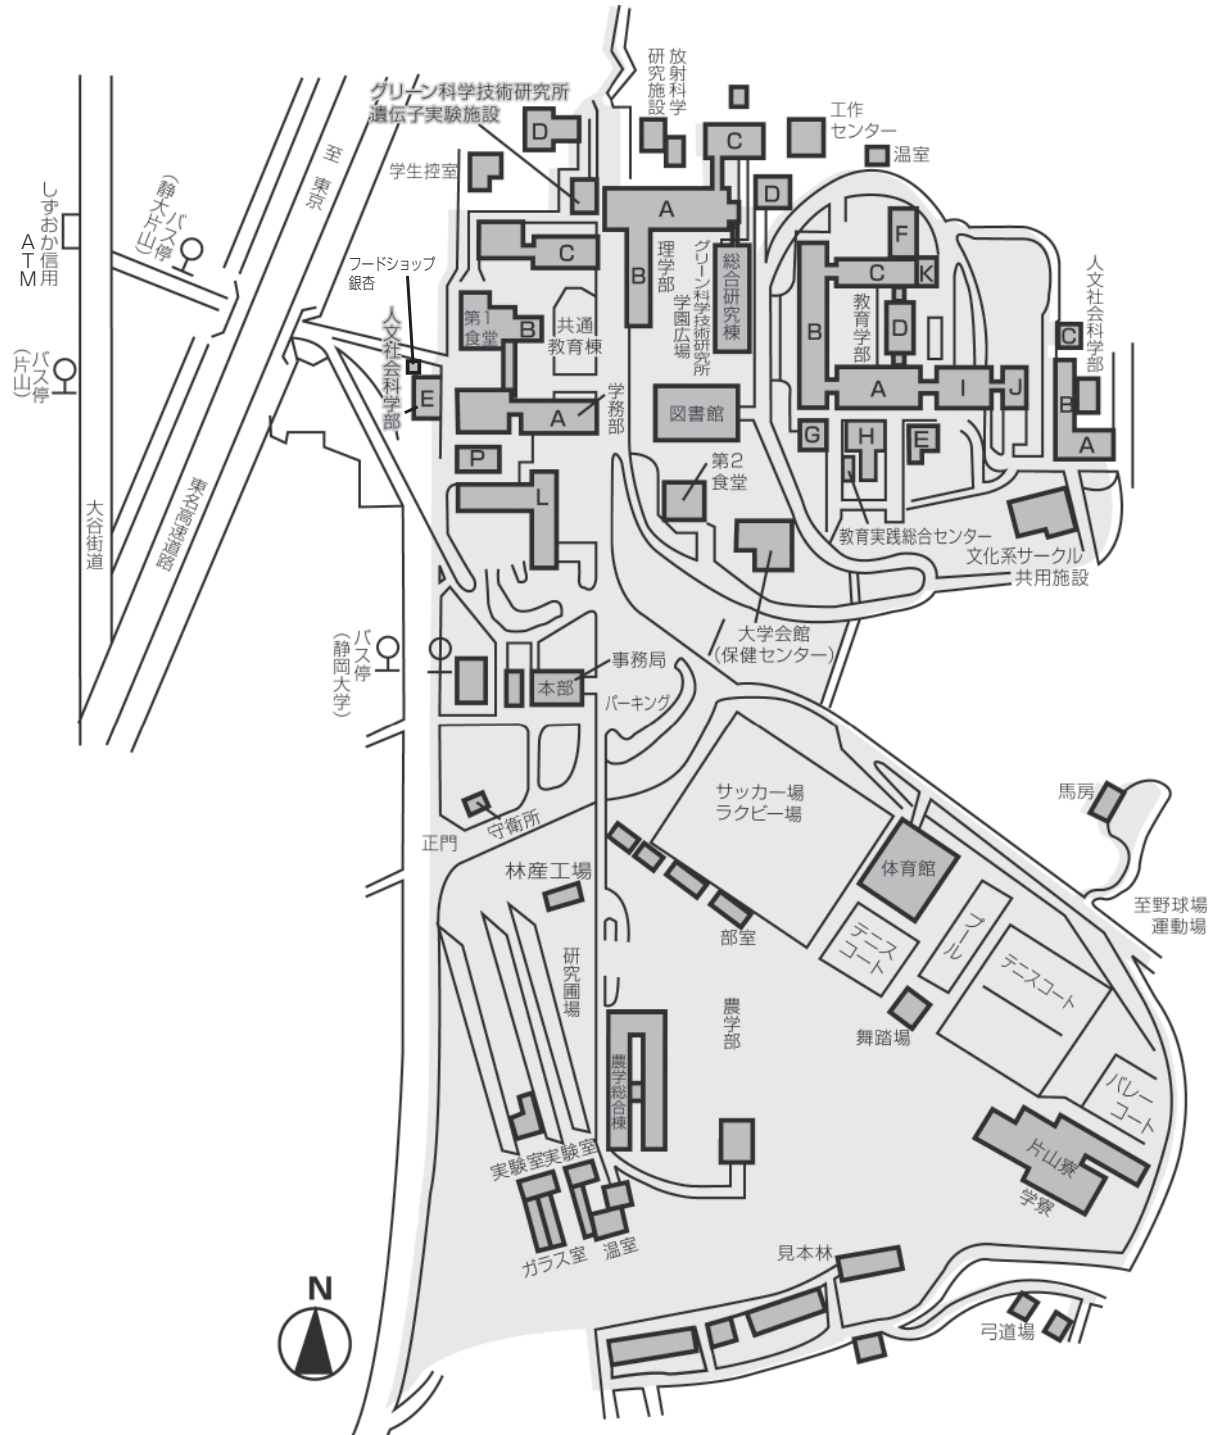 放射科学
研究施設
グリーン科学技術研究所
遺伝子実験施設
D
C
工作
センター
温室
学生控室
至 東京
バス停
(静大片山)
しずおか信用
ATM
A
D
F
C
B
理学部
グリーン科学技術研究所
総合研究棟
学園広場
C
K
教育学部
B
D
人文社会科学部
C
B
A
フードショップ
銀杏
人文社会科学部
第1
食堂
B
共通
教育棟
バス停
(片山)
E
A
学務部
図書館
A
I
J
G
H
E
P
L
第2
食堂
教育実践総合センター
文化系サークル
共用施設
大谷街道
東名高速道路
大学会館
(保健センター)
バス停
(静岡大学)
事務局
本部
パーキング
サッカー場
ラクビー場
馬房
守衛所
正門
体育館
林産工場
至野球場
運動場
部室
テニス
コート
プール
テニスコート
研究圃場
農学部
舞踏場
農学総合棟
バレー
コート
片山寮
学寮
実験室
実験室
ガラス室
温室
見本林
弓道場
N